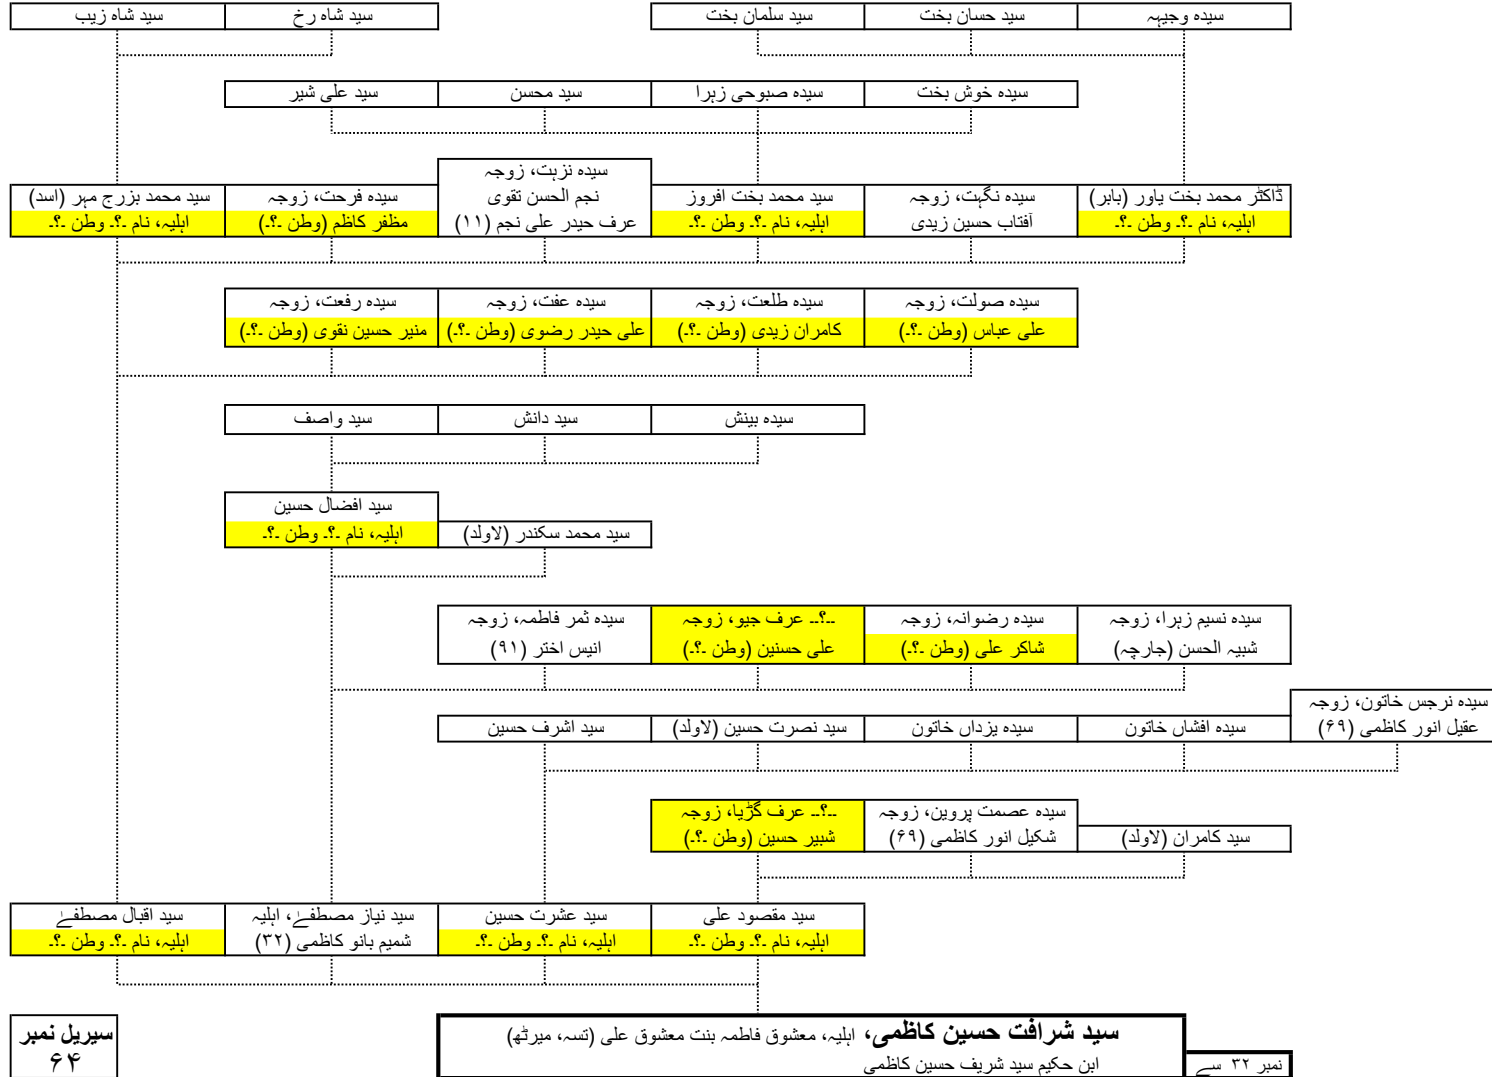 سیدہ وجیہہ
سید حسان بخت
سید سلمان بخت
سید شاہ رخ
سید شاہ زیب
سیدہ خوش بخت
سیدہ صبوحی زہرا
سید محسن
سید علی شیر
ڈاکٹر محمد بخت یاور (بابر)
اہلیہ، نام ۔؟۔ وطن ۔؟۔
سیدہ نگہت، زوجہ
آفتاب حسین زیدی
سید محمد بخت افروز
اہلیہ، نام ۔؟۔ وطن ۔؟۔
سیدہ نزہت، زوجہ
نجم الحسن تقوی
عرف حیدر علی نجم (۱۱)
سیدہ فرحت، زوجہ
مظفر کاظم (وطن ۔؟۔)
سید محمد بزرج مہر (اسد)
اہلیہ، نام ۔؟۔ وطن ۔؟۔
سیدہ صولت، زوجہ
علی عباس (وطن ۔؟۔)
سیدہ طلعت، زوجہ
کامران زیدی (وطن ۔؟۔)
سیدہ عفت، زوجہ
علی حیدر رضوی (وطن ۔؟۔)
سیدہ رفعت، زوجہ
منیر حسین نقوی (وطن ۔؟۔)
سیدہ بینش
سید دانش
سید واصف
سید محمد سکندر (لاولد)
سید افضال حسین
اہلیہ، نام ۔؟۔ وطن ۔؟۔
سیدہ نسیم زہرا، زوجہ
شبیہ الحسن (جارچہ)
سیدہ رضوانہ، زوجہ
شاکر علی (وطن ۔؟۔)
۔۔؟۔۔ عرف جیو، زوجہ
علی حسنین (وطن ۔؟۔)
سیدہ ثمر فاطمہ، زوجہ
انیس اختر (۹۱)
سیدہ نرجس خاتون، زوجہ
عقیل انور کاظمی (۶۹)
سیدہ افشاں خاتون
سیدہ یزداں خاتون
سید نصرت حسین (لاولد)
سید اشرف حسین
سید کامران (لاولد)
سیدہ عصمت پروین، زوجہ
شکیل انور کاظمی (۶۹)
۔۔؟۔۔ عرف گڑیا، زوجہ
شبیر حسین (وطن ۔؟۔)
سید مقصود علی
اہلیہ، نام ۔؟۔ وطن ۔؟۔
سید عشرت حسین
اہلیہ، نام ۔؟۔ وطن ۔؟۔
سید نیاز مصطفےٰ، اہلیہ
شمیم بانو کاظمی (۳۲)
سید اقبال مصطفےٰ
اہلیہ، نام ۔؟۔ وطن ۔؟۔
نمبر ۳۲ سے
سید شرافت حسین کاظمی، اہلیہ، معشوق فاطمہ بنت معشوق علی (تسہ، میرٹھ)
ابن حکیم سید شریف حسین کاظمی
سیریل نمبر
۶۴